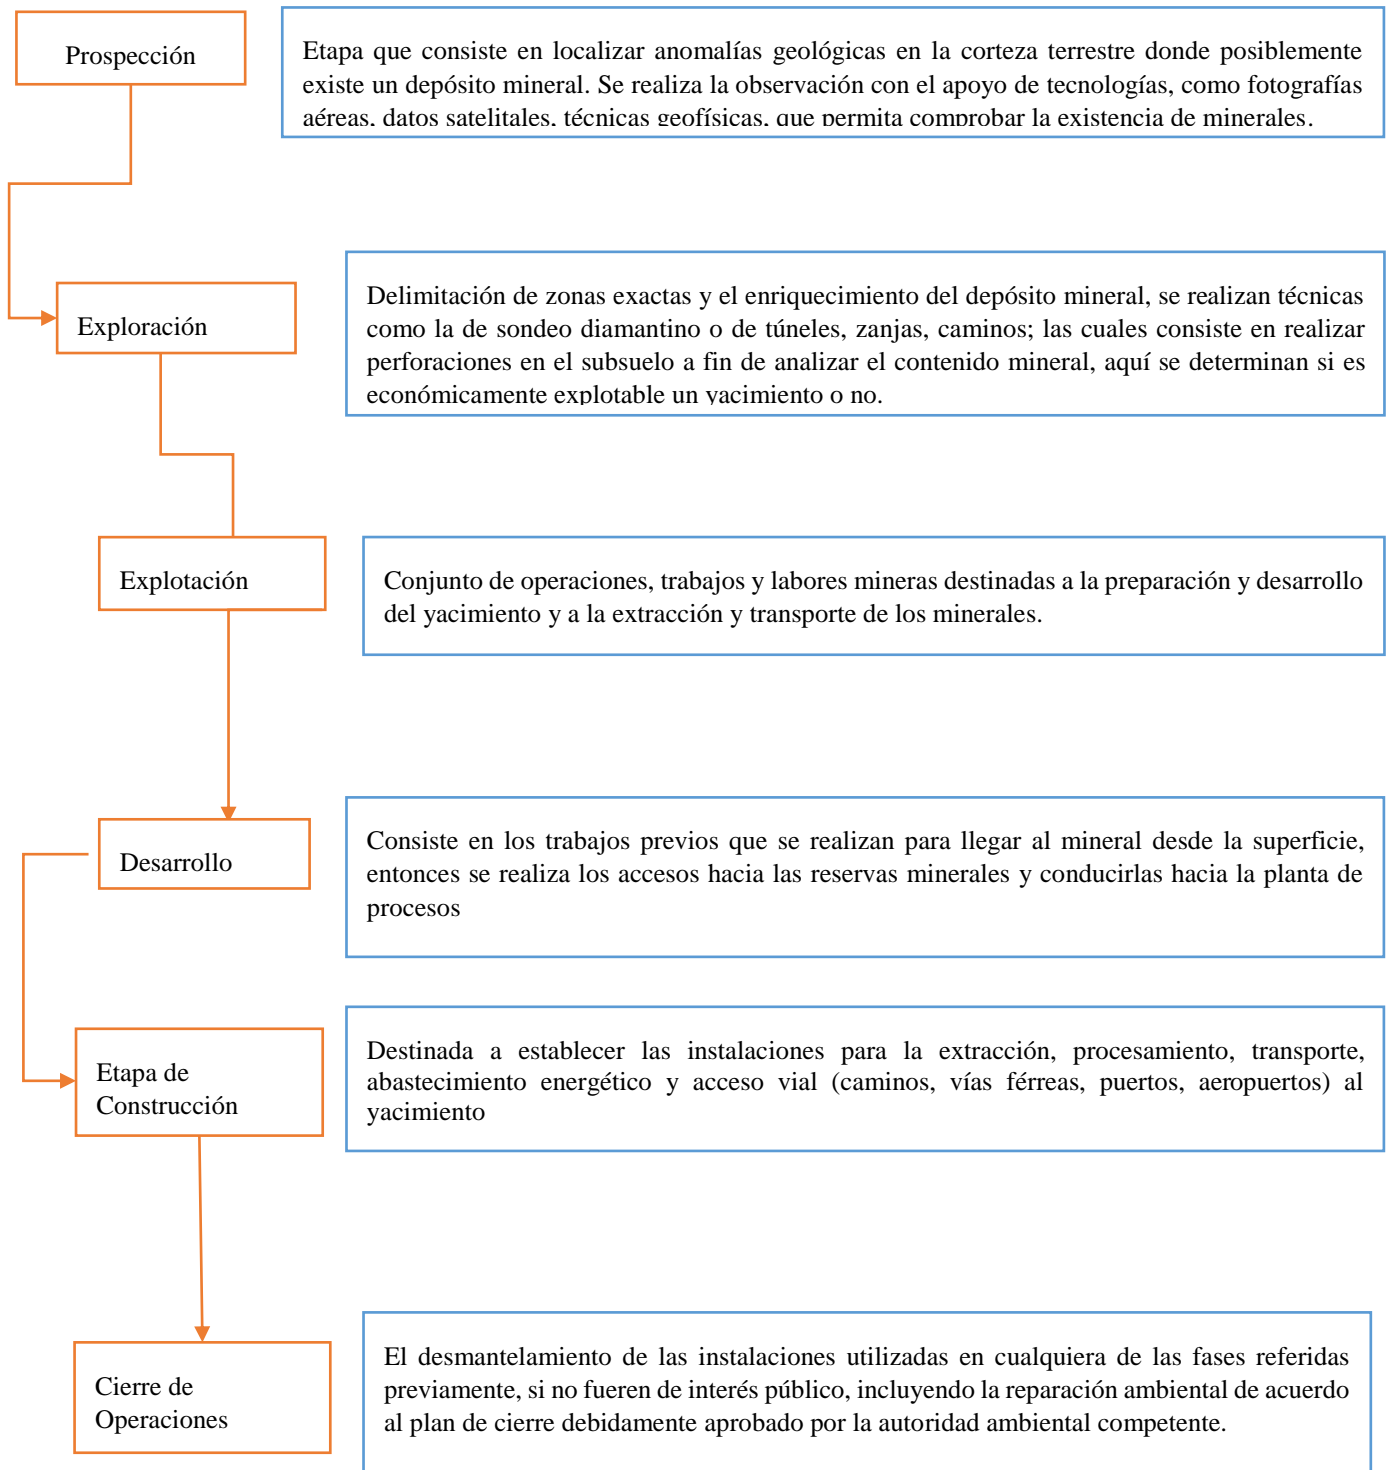 Prospección
Etapa que consiste en localizar anomalías geológicas en la corteza terrestre donde posiblemente
existe un depósito mineral. Se realiza la observación con el apoyo de tecnologías, como fotografías
aéreas, datos satelitales, técnicas geofísicas, que permita comprobar la existencia de minerales.
Exploración
Delimitación de zonas exactas y el enriquecimiento del depósito mineral, se realizan técnicas
como la de sondeo diamantino o de túneles, zanjas, caminos; las cuales consiste en realizar
perforaciones en el subsuelo a fin de analizar el contenido mineral, aquí se determinan si es
económicamente explotable un yacimiento o no.
Explotación
Conjunto de operaciones, trabajos y labores mineras destinadas a la preparación y desarrollo
del yacimiento y a la extracción y transporte de los minerales.
Desarrollo
Consiste en los trabajos previos que se realizan para llegar al mineral desde la superficie,
entonces se realiza los accesos hacia las reservas minerales y conducirlas hacia la planta de
procesos
Etapa de
Construcción
Destinada a establecer las instalaciones para la extracción, procesamiento, transporte,
abastecimiento energético y acceso vial (caminos, vías férreas, puertos, aeropuertos) al
yacimiento
Cierre de
Operaciones
El desmantelamiento de las instalaciones utilizadas en cualquiera de las fases referidas
previamente, si no fueren de interés público, incluyendo la reparación ambiental de acuerdo
al plan de cierre debidamente aprobado por la autoridad ambiental competente.